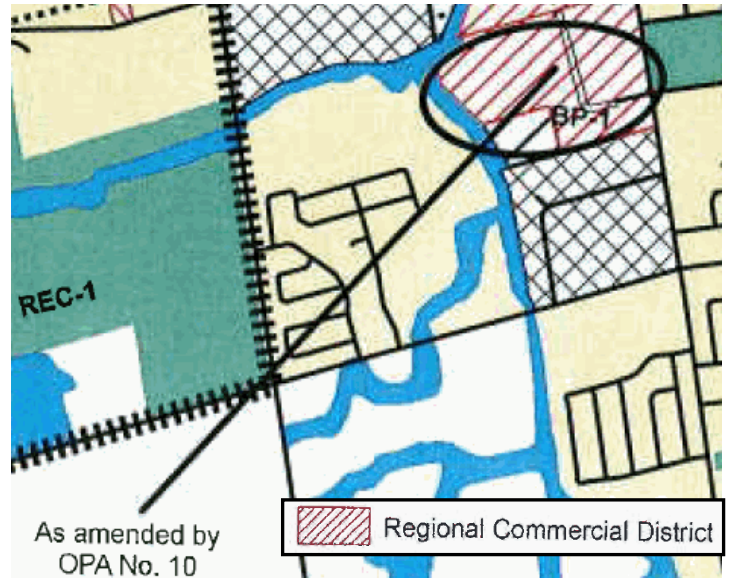 BP-1
REC-1
As amended by
OPA No. 10
Regional Commercial District